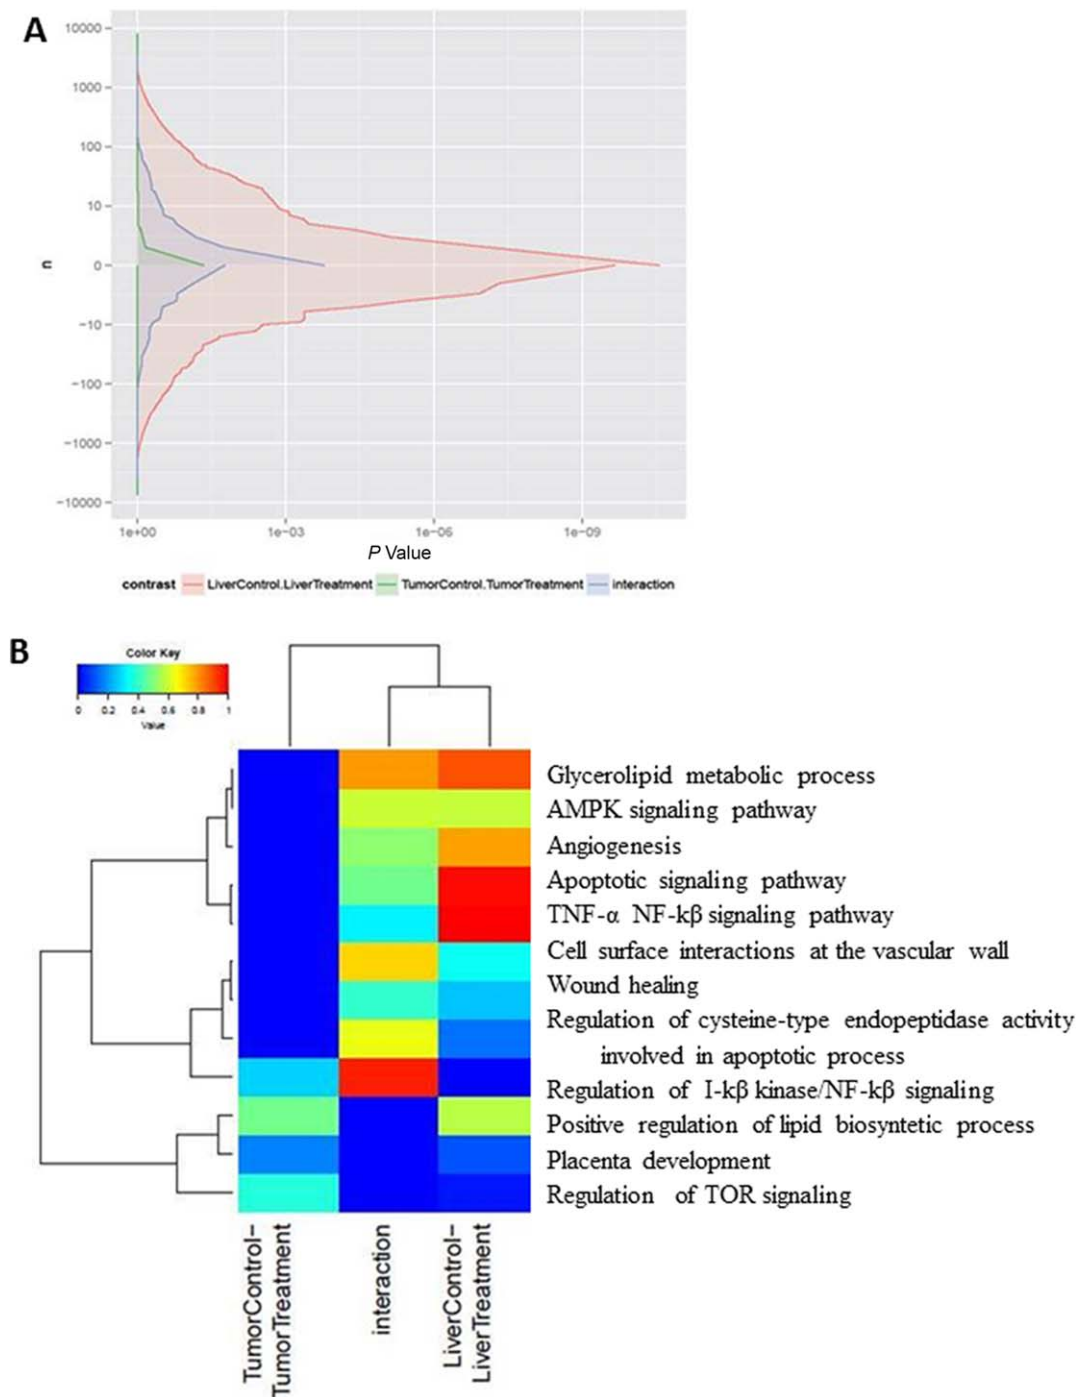 A
10000
1000
100
10
0
−10
−100
−1000
−10000
n
1e+00 1e−03 1e−06 1e−09
P Value
contrast LiverControl.LiverTreatment TumorControl.TumorTreatment interaction
B
Color Key
0 0.2 0.4 0.6 0.8 1
Value
Glycerolipid metabolic process
AMPK signaling pathway
Angiogenesis
Apoptotic signaling pathway
TNF-α NF-kβ signaling pathway
Cell surface interactions at the vascular wall
Wound healing
Regulation of cysteine-type endopeptidase activity
involved in apoptotic process
Regulation of I-kβ kinase/NF-kβ signaling
Positive regulation of lipid biosyntetic process
Placenta development
Regulation of TOR signaling
TumorControl−
TumorTreatment
interaction
LiverControl−
LiverTreatment